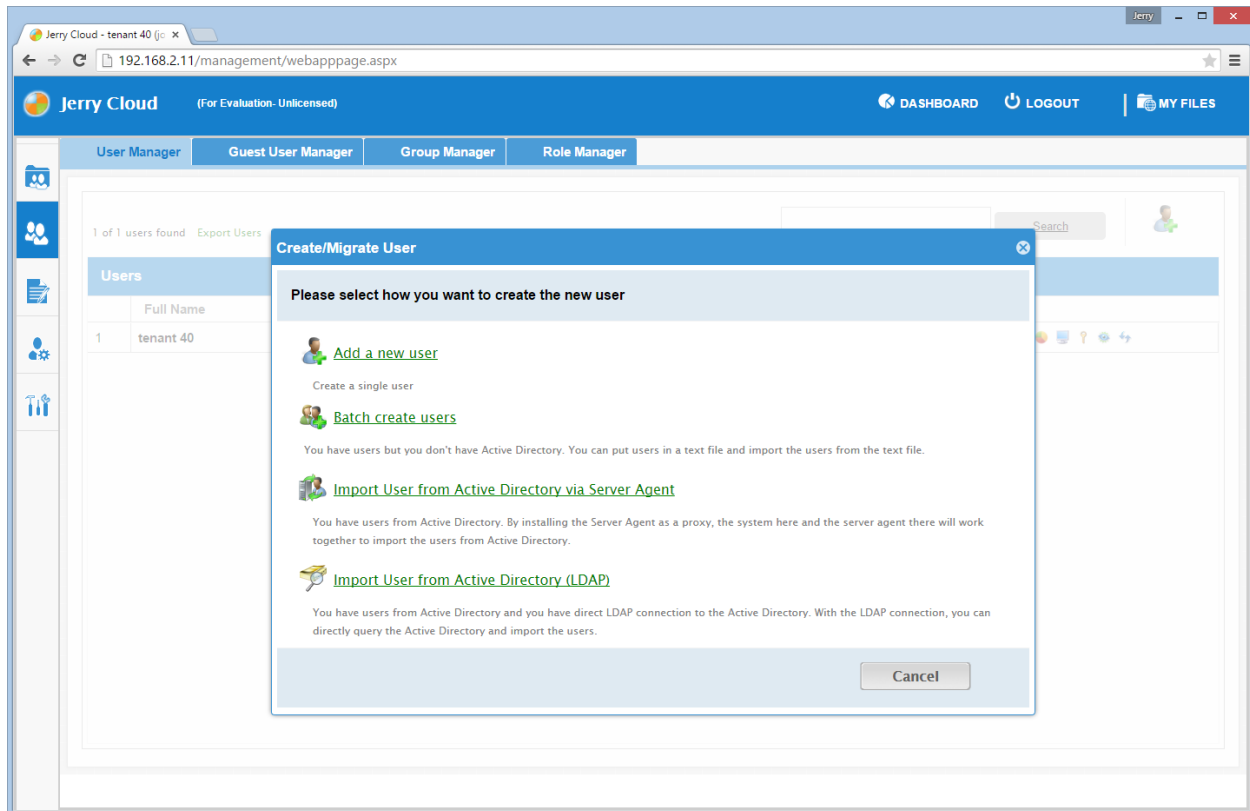 Jerry
Jerry Cloud - tenant 40 (jo
192.168.2.11/management/webapppage.aspx
Jerry Cloud (For Evaluation- Unlicensed) DASHBOARD LOGOUT MY FILES
User Manager Guest User Manager Group Manager Role Manager
1 of 1 users found Export Users Search
Create/Migrate User
Users
Please select how you want to create the new user
Full Name
1 tenant 40
Add a new user
Create a single user
Batch create users
You have users but you don't have Active Directory. You can put users in a text file and import the users from the text file.
Import User from Active Directory via Server Agent
You have users from Active Directory. By installing the Server Agent as a proxy, the system here and the server agent there will work
together to import the users from Active Directory.
Import User from Active Directory (LDAP)
You have users from Active Directory and you have direct LDAP connection to the Active Directory. With the LDAP connection, you can
directly query the Active Directory and import the users.
Cancel